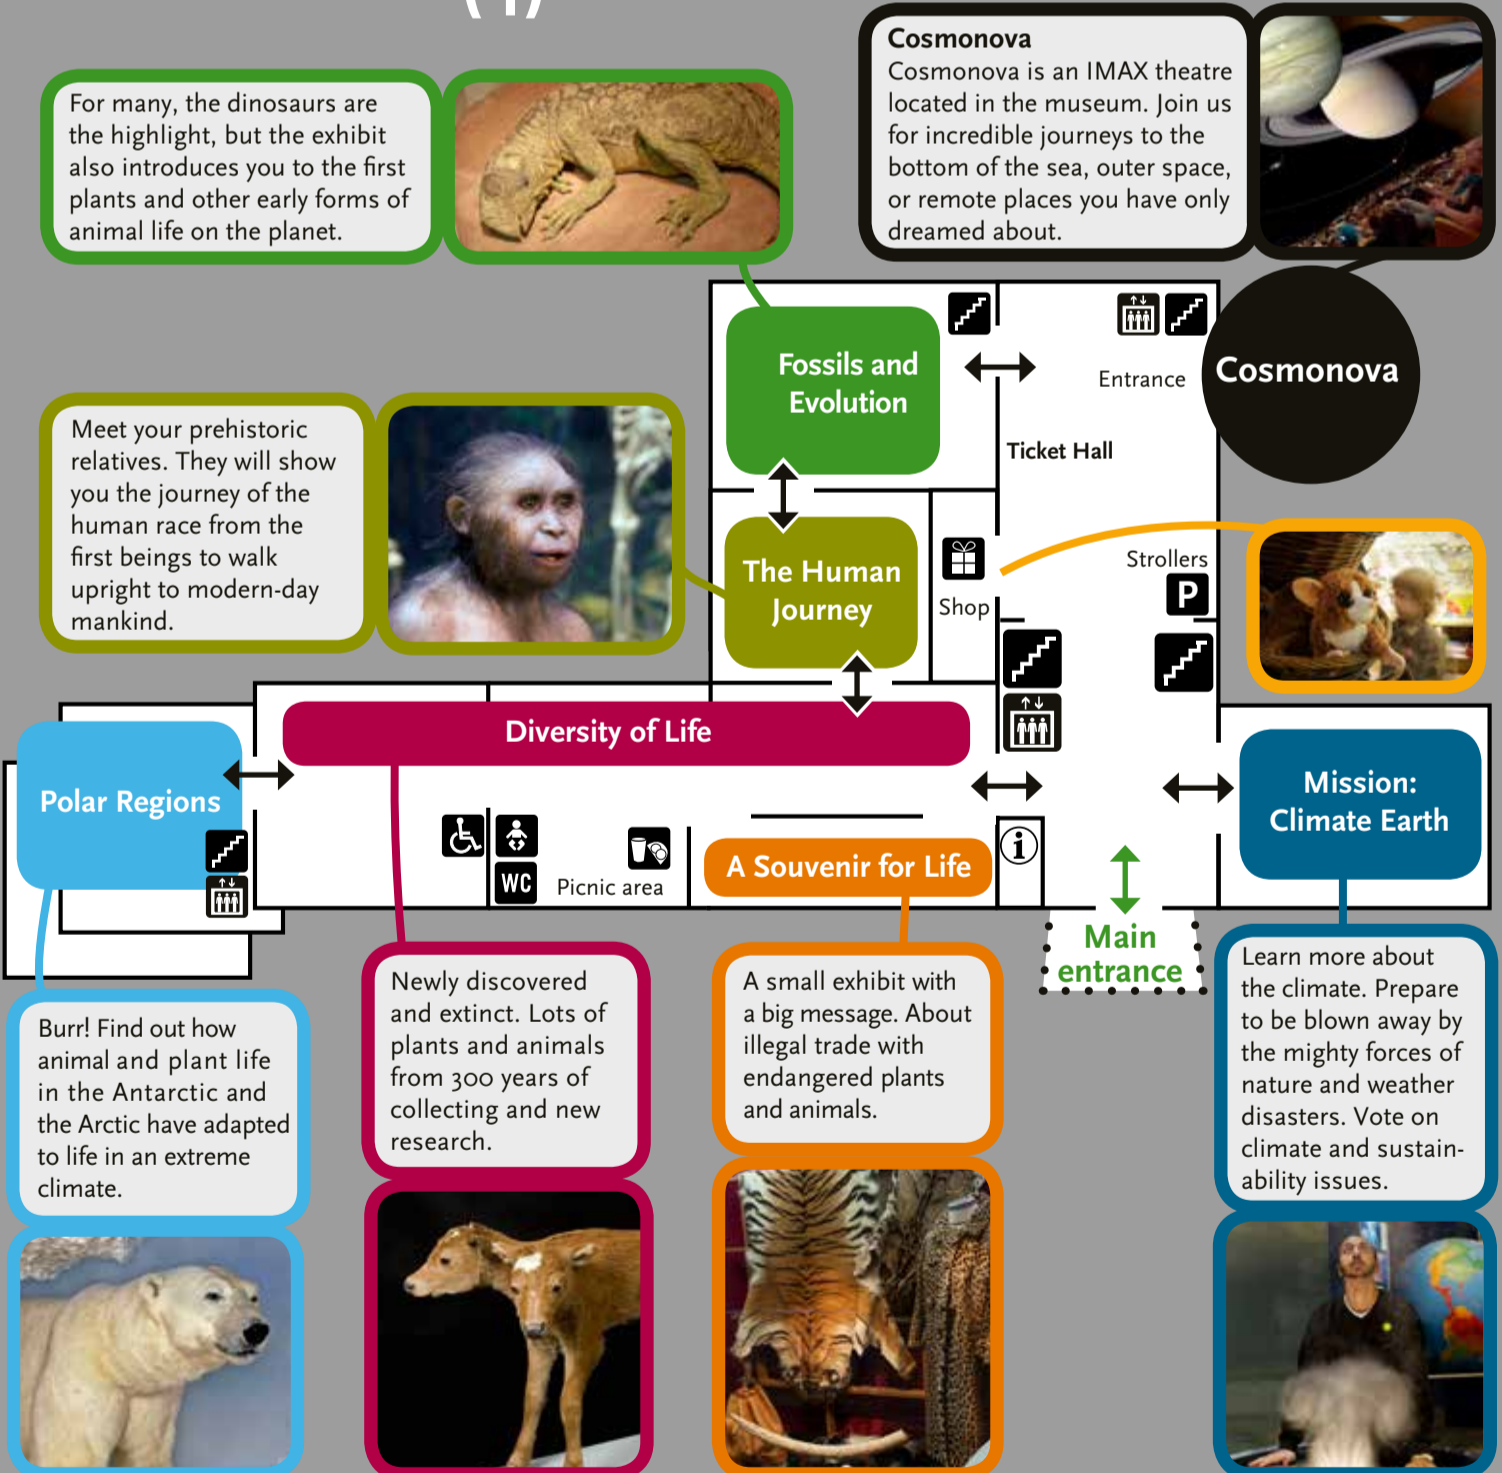 Cosmonova
Cosmonova is an IMAX theatre
located in the museum. Join us
for incredible journeys to the
bottom of the sea, outer space,
or remote places you have only
dreamed about.
For many, the dinosaurs are
the highlight, but the exhibit
also introduces you to the first
plants and other early forms of
animal life on the planet.
Fossils and
Evolution
Entrance
Cosmonova
Ticket Hall
Meet your prehistoric
relatives. They will show
you the journey of the
human race from the
first beings to walk
upright to modern-day
mankind.
The Human
Journey
Shop
Strollers
P
Diversity of Life
Polar Regions
Mission:
Climate Earth
WC
Picnic area
A Souvenir for Life
i
Main
entrance
Burr! Find out how
animal and plant life
in the Antarctic and
the Arctic have adapted
to life in an extreme
climate.
Newly discovered
and extinct. Lots of
plants and animals
from 300 years of
collecting and new
research.
A small exhibit with
a big message. About
illegal trade with
endangered plants
and animals.
Learn more about
the climate. Prepare
to be blown away by
the mighty forces of
nature and weather
disasters. Vote on
climate and sustain-
ability issues.